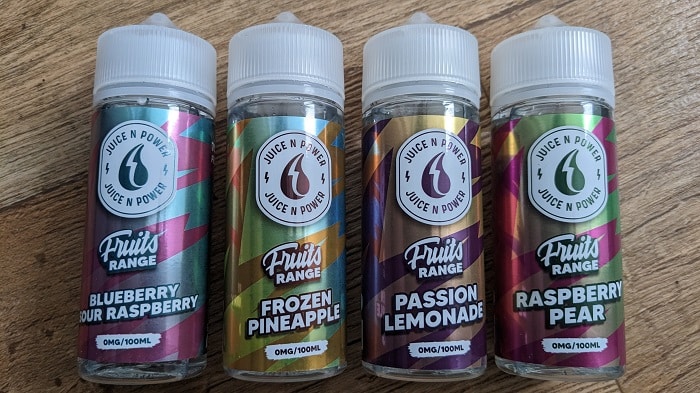 JUICE N POWER
JUICE N POWER
Fruits
RANGE
BLUEBERRY
SOUR RASPBERRY
0MG/100ML
JUICE N POWER
JUICE N POWER
Fruits
RANGE
FROZEN
PINEAPPLE
0MG/100ML
JUICE N POWER
JUICE N POWER
Fruits
RANGE
PASSION
LEMONADE
0MG/100ML
JUICE N POWER
JUICE N POWER
Fruits
RANGE
RASPBERRY
PEAR
0MG/100ML